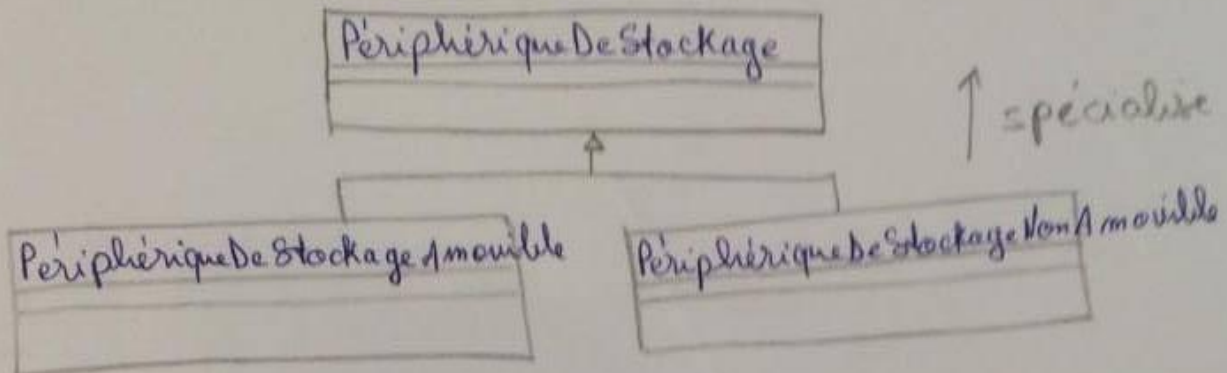 PériphériqueDeStockage
↑ = spécialise
PériphériqueDeStockageAmovible
PériphériqueDeStockageNonAmovible